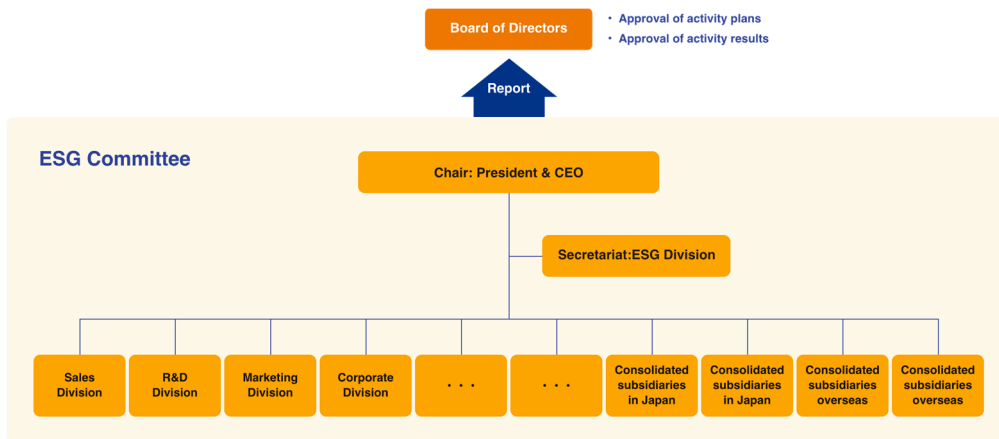 Board of Directors
・ Approval of activity plans
・ Approval of activity results
Report
ESG Committee
Chair: President & CEO
Secretariat:ESG Division
Sales
Division
R&D
Division
Marketing
Division
Corporate
Division
・・・
・・・
Consolidated
subsidiaries
in Japan
Consolidated
subsidiaries
in Japan
Consolidated
subsidiaries
overseas
Consolidated
subsidiaries
overseas